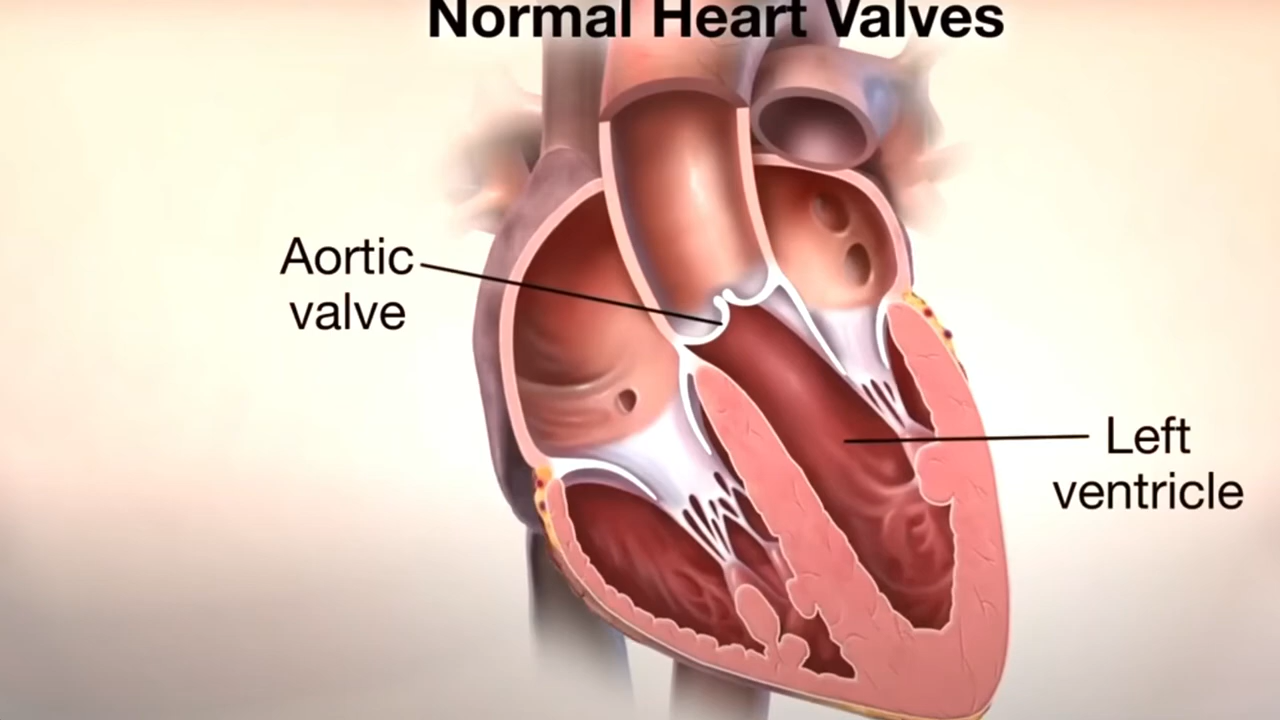 Normal Heart Valves
Aortic
valve
Left
ventricle